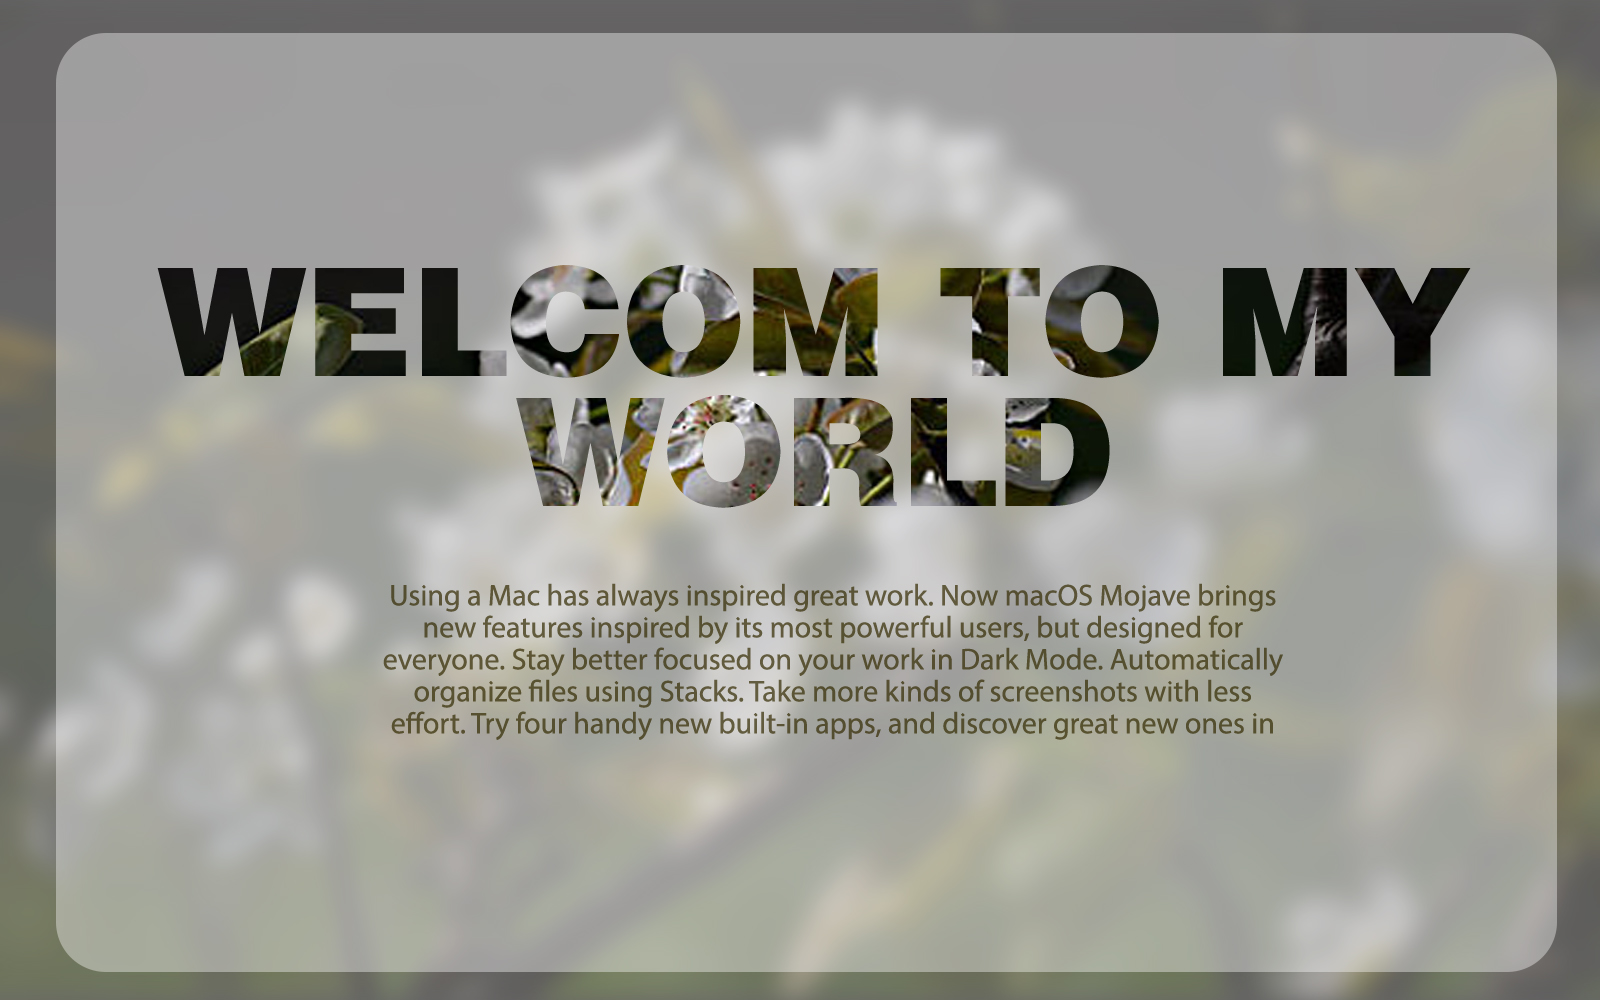 WELCOM TO MY
WORLD
Using a Mac has always inspired great work. Now macOS Mojave brings
new features inspired by its most powerful users, but designed for
everyone. Stay better focused on your work in Dark Mode. Automatically
organize files using Stacks. Take more kinds of screenshots with less
effort. Try four handy new built-in apps, and discover great new ones in